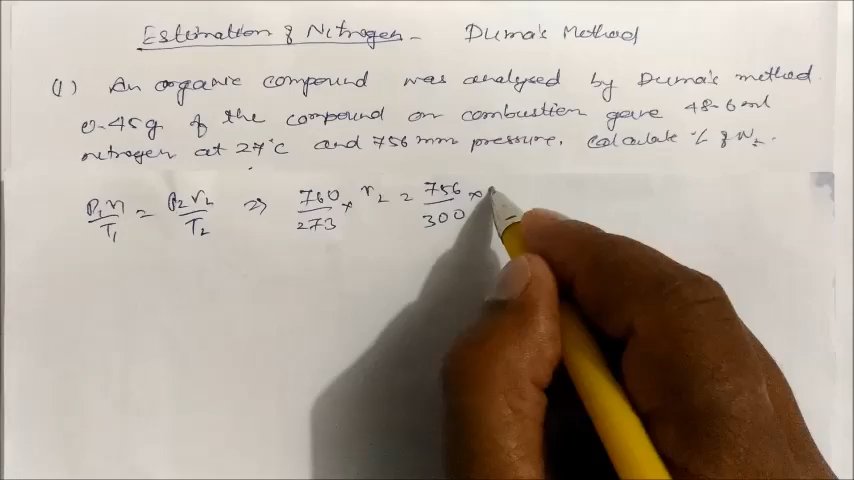 Estimation of Nitrogen - Duma's Method
(1) An organic compound was analysed by Duma's method.
0.45g of the compound on combustion gave 48.6 ml
nitrogen at 27°C and 756 mm pressure. Calculate % of N₂.
P₁V₁/T₁ = P₂V₂/T₂ ⇒ 760/273 × V₂ = 756/300 ×